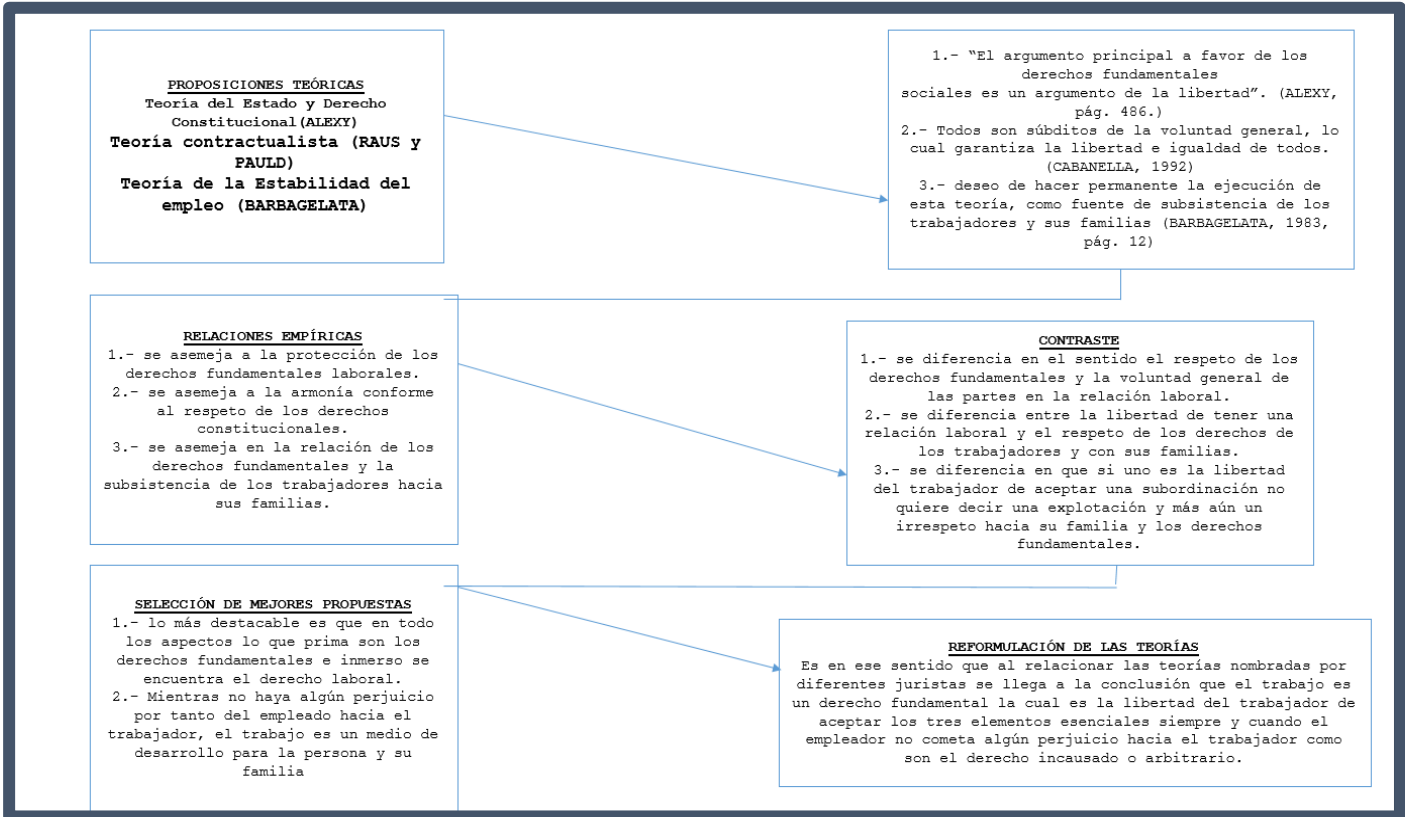 PROPOSICIONES TEÓRICAS
Teoría del Estado y Derecho
Constitucional(ALEXY)
Teoría contractualista (RAUS y
PAULD)
Teoría de la Estabilidad del
empleo (BARBAGELATA)
1.- “El argumento principal a favor de los
derechos fundamentales
sociales es un argumento de la libertad”. (ALEXY,
pág. 486.)
2.- Todos son súbditos de la voluntad general, lo
cual garantiza la libertad e igualdad de todos.
(CABANELLA, 1992)
3.- deseo de hacer permanente la ejecución de
esta teoría, como fuente de subsistencia de los
trabajadores y sus familias (BARBAGELATA, 1983,
pág. 12)
RELACIONES EMPÍRICAS
1.- se asemeja a la protección de los
derechos fundamentales laborales.
2.- se asemeja a la armonía conforme
al respeto de los derechos
constitucionales.
3.- se asemeja en la relación de los
derechos fundamentales y la
subsistencia de los trabajadores hacia
sus familias.
CONTRASTE
1.- se diferencia en el sentido el respeto de los
derechos fundamentales y la voluntad general de
las partes en la relación laboral.
2.- se diferencia entre la libertad de tener una
relación laboral y el respeto de los derechos de
los trabajadores y con sus familias.
3.- se diferencia en que si uno es la libertad
del trabajador de aceptar una subordinación no
quiere decir una explotación y más aún un
irrespeto hacia su familia y los derechos
fundamentales.
SELECCIÓN DE MEJORES PROPUESTAS
1.- lo más destacable es que en todo
los aspectos lo que prima son los
derechos fundamentales e inmerso se
encuentra el derecho laboral.
2.- Mientras no haya algún perjuicio
por tanto del empleado hacia el
trabajador, el trabajo es un medio de
desarrollo para la persona y su
familia
REFORMULACIÓN DE LAS TEORÍAS
Es en ese sentido que al relacionar las teorías nombradas por
diferentes juristas se llega a la conclusión que el trabajo es
un derecho fundamental la cual es la libertad del trabajador de
aceptar los tres elementos esenciales siempre y cuando el
empleador no cometa algún perjuicio hacia el trabajador como
son el derecho incausado o arbitrario.